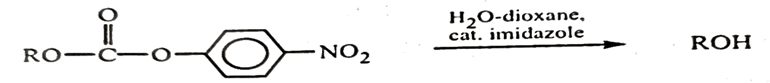 O
RO—C—O—NO₂
H₂O-dioxane,
cat. imidazole
ROH